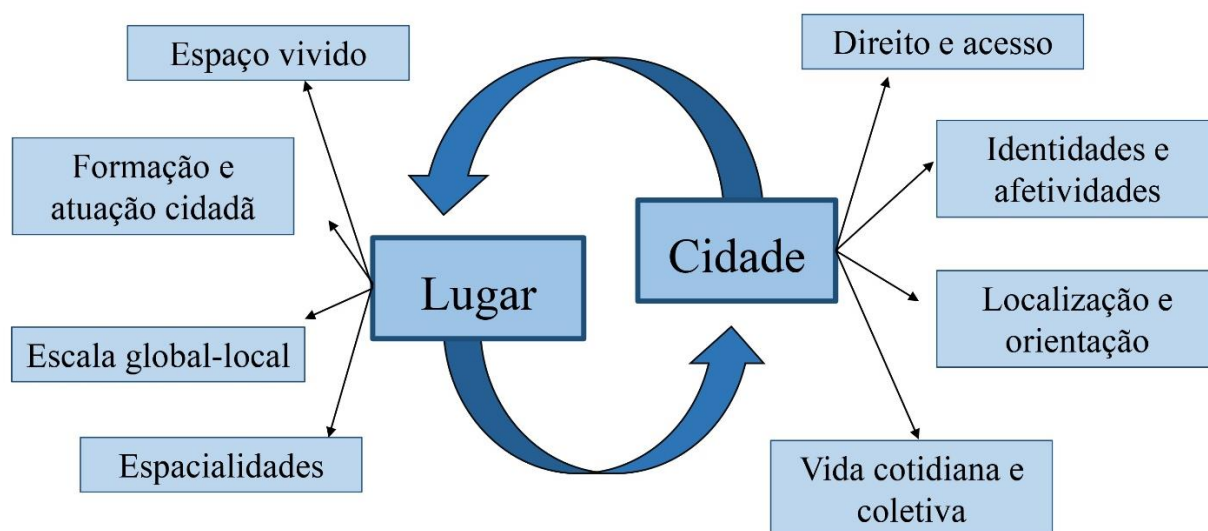 Espaço vivido
Formação e
atuação cidadã
Lugar
Escala global-local
Espacialidades
Direito e acesso
Identidades e
afetividades
Cidade
Localização e
orientação
Vida cotidiana e
coletiva